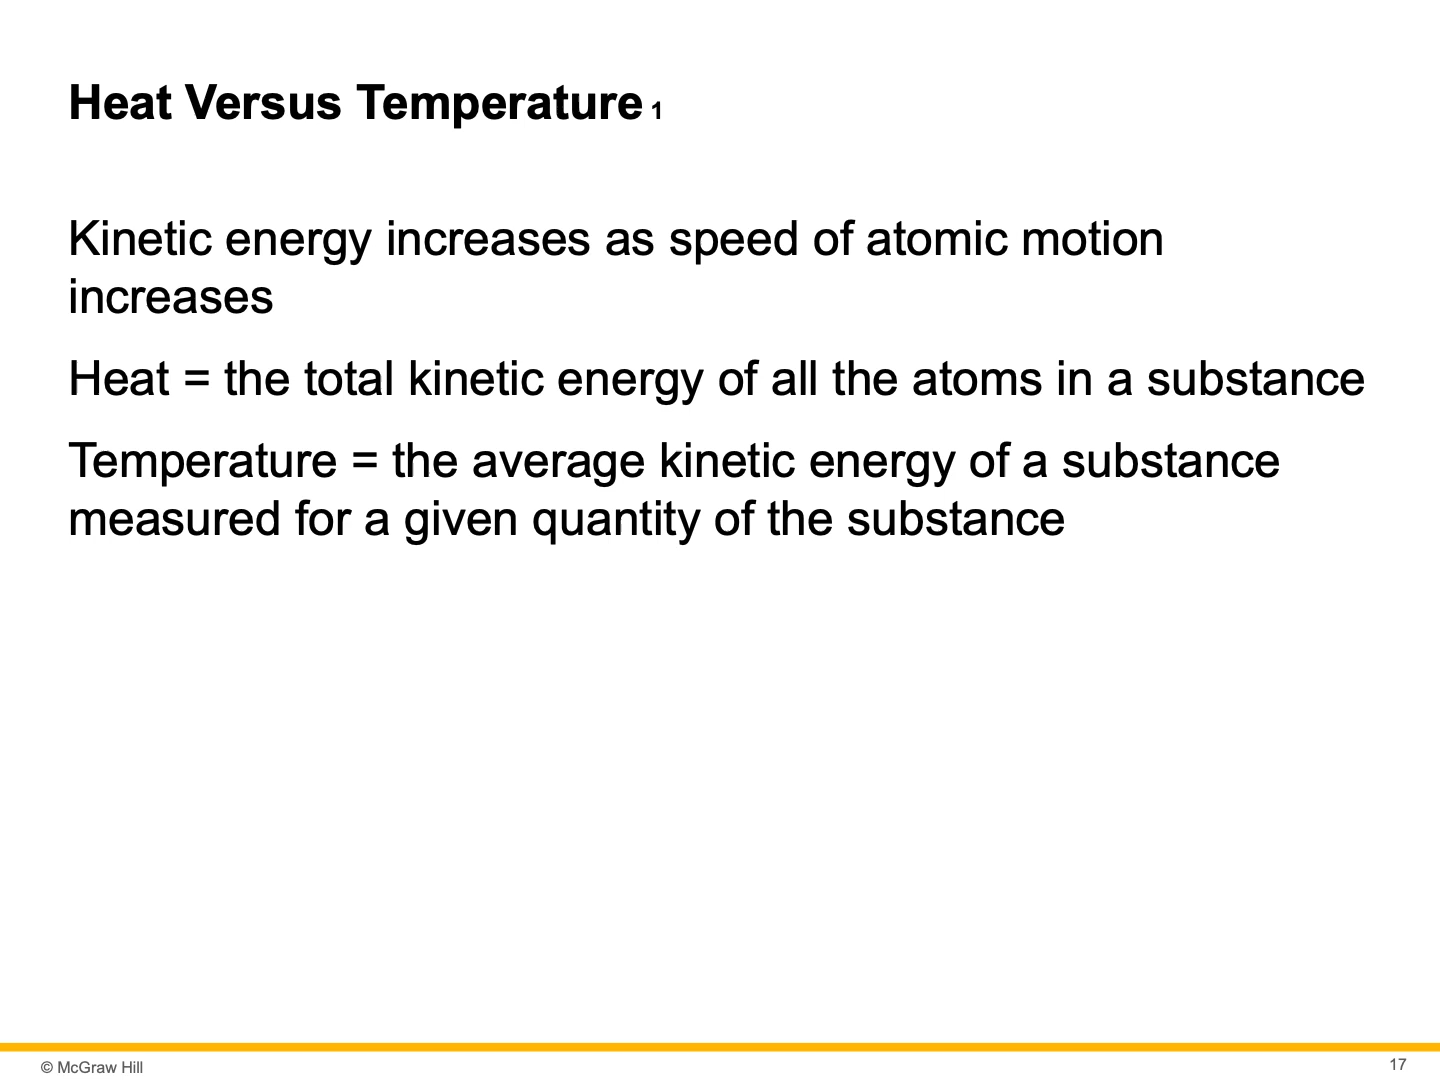 Heat Versus Temperature 1
Kinetic energy increases as speed of atomic motion
increases
Heat = the total kinetic energy of all the atoms in a substance
Temperature = the average kinetic energy of a substance
measured for a given quantity of the substance
© McGraw Hill
17